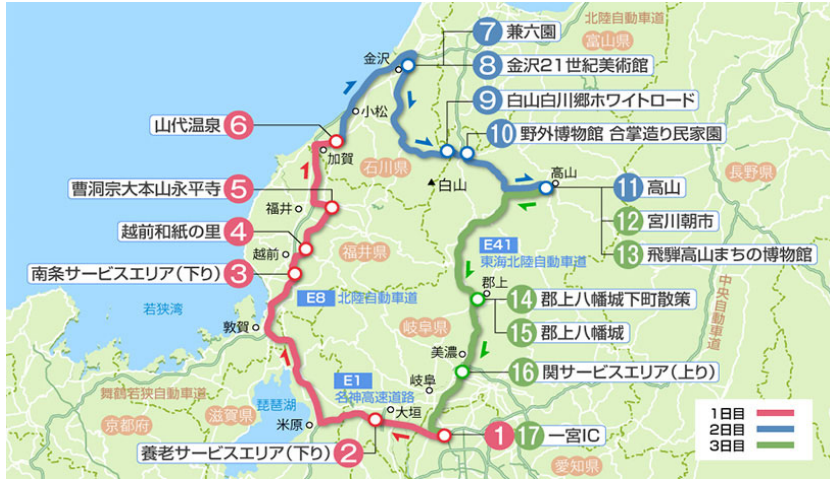 北陸自動車道
富山県
7 兼六園
金沢
8 金沢21世紀美術館
9 白山白川郷ホワイトロード
小松
山代温泉 6
10 野外博物館 合掌造り民家園
加賀
石川県
長野県
曹洞宗大本山永平寺 5
▲白山
高山
11 高山
福井
12 宮川朝市
越前和紙の里 4
E41
東海北陸自動車道
13 飛騨高山まちの博物館
越前
福井県
南条サービスエリア(下り) 3
郡上
中央自動車道
E8 北陸自動車道
14 郡上八幡城下町散策
若狭湾
岐阜県
15 郡上八幡城
敦賀
美濃
E1
名神高速道路
岐阜
16 関サービスエリア(上り)
舞鶴若狭自動車道
琵琶湖
大垣
京都府
滋賀県
米原
1 17 一宮IC
養老サービスエリア(下り) 2
愛知県
1日目
2日目
3日目